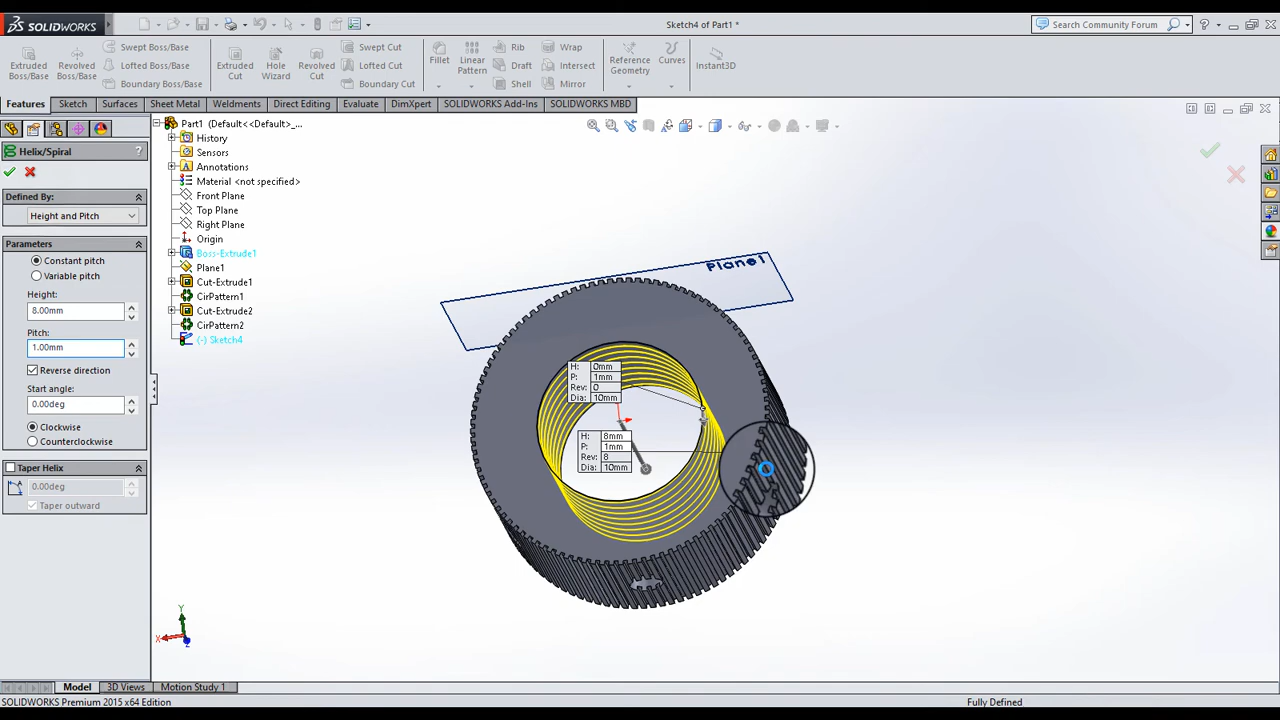 SOLIDWORKS
Sketch4 of Part1 *
Search Community Forum
Extruded Boss/Base
Revolved Boss/Base
Swept Boss/Base
Lofted Boss/Base
Boundary Boss/Base
Extruded Cut
Hole Wizard
Revolved Cut
Swept Cut
Lofted Cut
Boundary Cut
Fillet
Linear Pattern
Rib
Draft
Shell
Wrap
Intersect
Mirror
Reference Geometry
Curves
Instant3D
Features
Sketch
Surfaces
Sheet Metal
Weldments
Direct Editing
Evaluate
DimXpert
SOLIDWORKS Add-Ins
SOLIDWORKS MBD
Helix/Spiral
?
Defined By:
Height and Pitch
Parameters
Constant pitch
Variable pitch
Height:
8.00mm
Pitch:
1.00mm
Reverse direction
Start angle:
0.00deg
Clockwise
Counterclockwise
Taper Helix
0.00deg
Taper outward
Part1 (Default<<Default>_...
History
Sensors
Annotations
Material <not specified>
Front Plane
Top Plane
Right Plane
Origin
Boss-Extrude1
Plane1
Cut-Extrude1
CirPattern1
Cut-Extrude2
CirPattern2
(-) Sketch4
Plane1
H: 0mm
P: 1mm
Rev: 0
Dia: 10mm
H: 8mm
P: 1mm
Rev: 8
Dia: 10mm
Y
X
Z
Model
3D Views
Motion Study 1
SOLIDWORKS Premium 2015 x64 Edition
Fully Defined